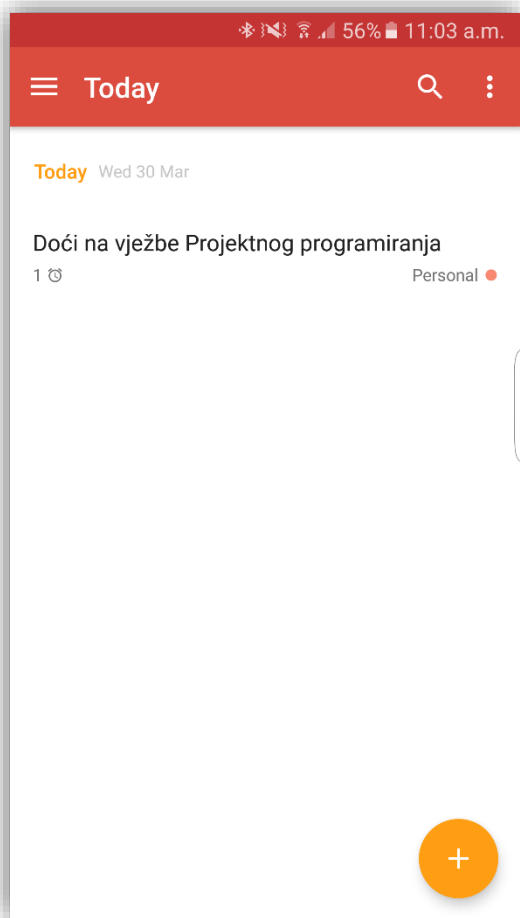 56% 11:03 a.m.
Today
Today Wed 30 Mar
Doći na vježbe Projektnog programiranja
1 Personal